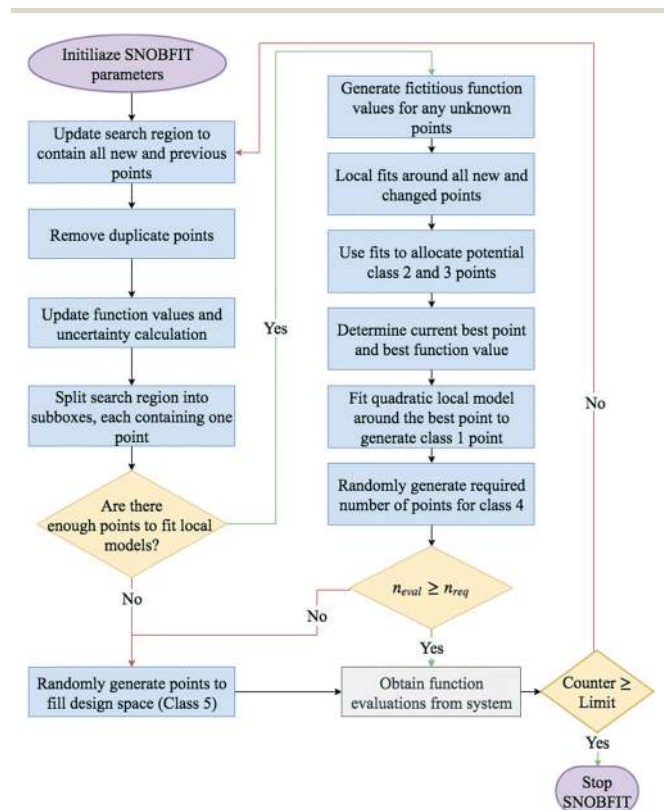 Initiliaze SNOBFIT
parameters
Update search region to
contain all new and previous
points
Remove duplicate points
Update function values and
uncertainty calculation
Split search region into
subboxes, each containing one
point
Are there
enough points to fit local
models?
Yes
No
Generate fictitious function
values for any unknown
points
Local fits around all new and
changed points
Use fits to allocate potential
class 2 and 3 points
Determine current best point
and best function value
Fit quadratic local model
around the best point to
generate class 1 point
Randomly generate required
number of points for class 4
n_eval ≥ n_req
No
Yes
Randomly generate points to
fill design space (Class 5)
Obtain function
evaluations from system
Counter ≥
Limit
No
Yes
Stop
SNOBFIT